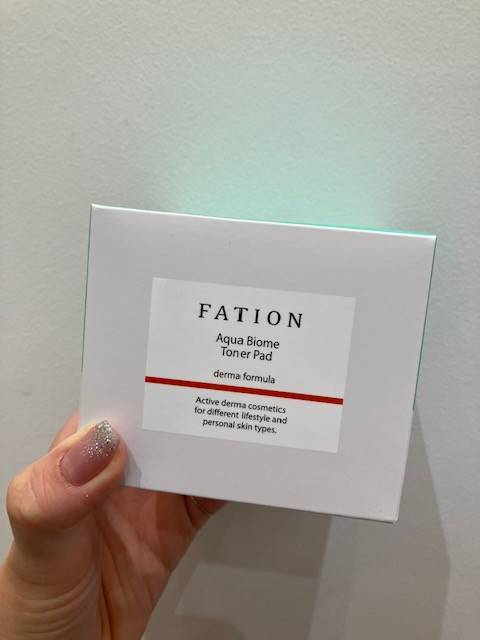 FATION
Aqua Biome
Toner Pad
derma formula
Active derma cosmetics
for different lifestyle and
personal skin types.